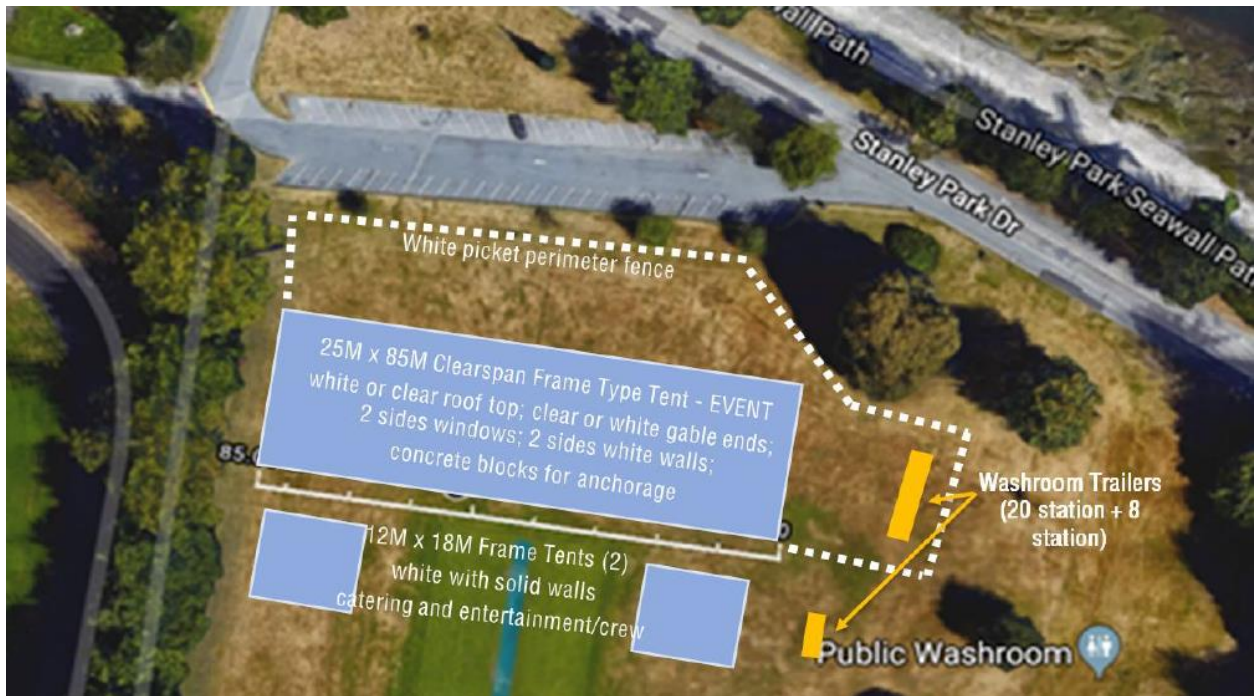 wall Path
Stanley Park Seawall Path
Stanley Park Dr
White picket perimeter fence
25M x 85M Clearspan Frame Type Tent - EVENT
white or clear roof top; clear or white gable ends;
2 sides windows; 2 sides white walls;
concrete blocks for anchorage
85.
Washroom Trailers
(20 station + 8
station)
12M x 18M Frame Tents (2)
white with solid walls
catering and entertainment/crew
Public Washroom